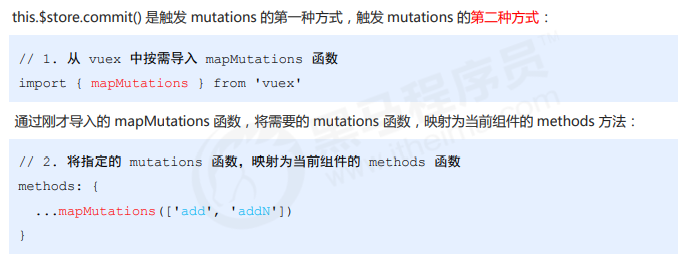 this.$store.commit() 是触发 mutations 的第一种方式，触发 mutations 的第二种方式：
// 1. 从 vuex 中按需导入 mapMutations 函数
import { mapMutations } from 'vuex'
通过刚才导入的 mapMutations 函数，将需要的 mutations 函数，映射为当前组件的 methods 方法：
// 2. 将指定的 mutations 函数，映射为当前组件的 methods 函数
methods: {
...mapMutations(['add', 'addN'])
}
黑马程序员™
www.itheima.com